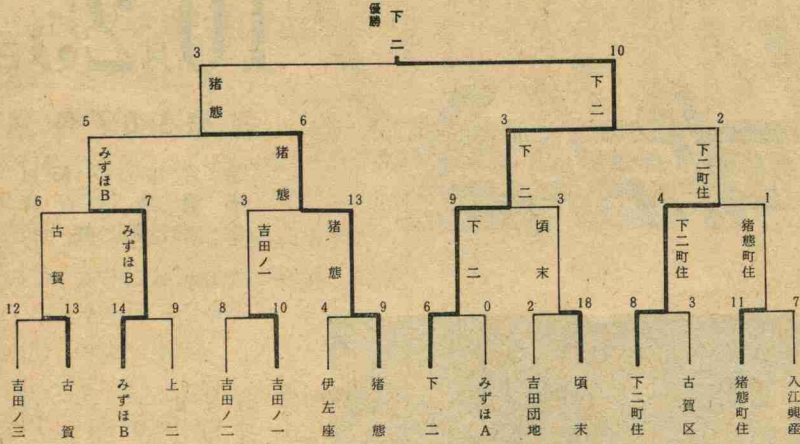 優勝
下二
3
10
猪態
下二
5
6
3
2
みずほB
猪態
下二
下二町住
6
7
3
13
9
3
4
1
古賀
みずほB
吉田ノ一
猪態
下二
頃末
下二町住
猪態町住
12
13
14
9
8
10
4
9
6
0
2
18
8
3
11
7
吉田ノ三
古賀
みずほB
上二
吉田ノ二
吉田ノ一
伊左座
猪態
下二
みずほA
吉田団地
頃末
下二町住
古賀区
猪態町住
入江興産